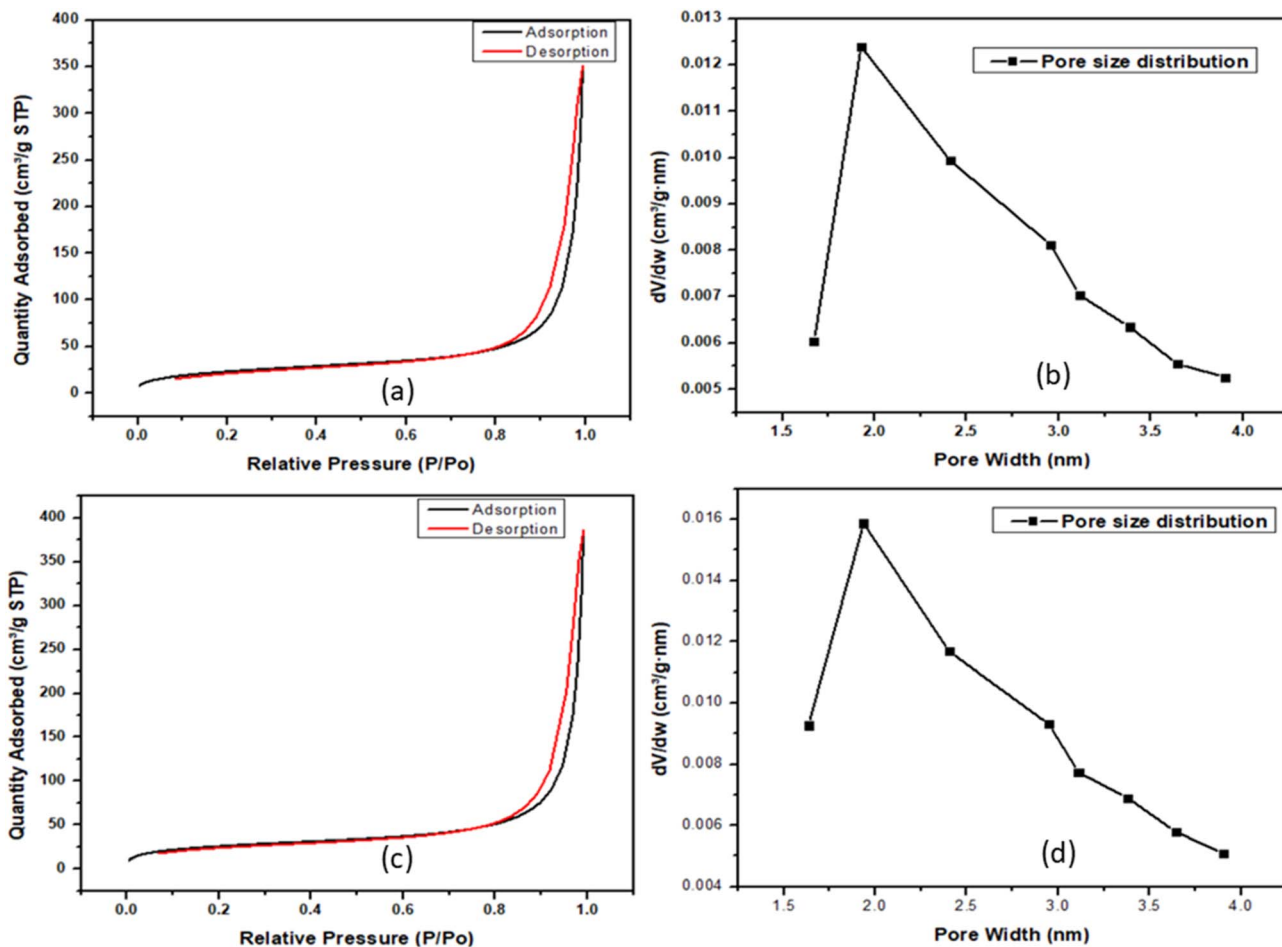 400
350
300
250
200
150
100
50
0
Quantity Adsorbed (cm³/g STP)
Adsorption
Desorption
(a)
0.0 0.2 0.4 0.6 0.8 1.0
Relative Pressure (P/Po)
0.013
0.012
0.011
0.010
0.009
0.008
0.007
0.006
0.005
dV/dw (cm³/g·nm)
Pore size distribution
(b)
1.5 2.0 2.5 3.0 3.5 4.0
Pore Width (nm)
400
350
300
250
200
150
100
50
0
Quantity Adsorbed (cm³/g STP)
Adsorption
Desorption
(c)
0.0 0.2 0.4 0.6 0.8 1.0
Relative Pressure (P/Po)
0.016
0.014
0.012
0.010
0.008
0.006
0.004
dV/dw (cm³/g·nm)
Pore size distribution
(d)
1.5 2.0 2.5 3.0 3.5 4.0
Pore Width (nm)